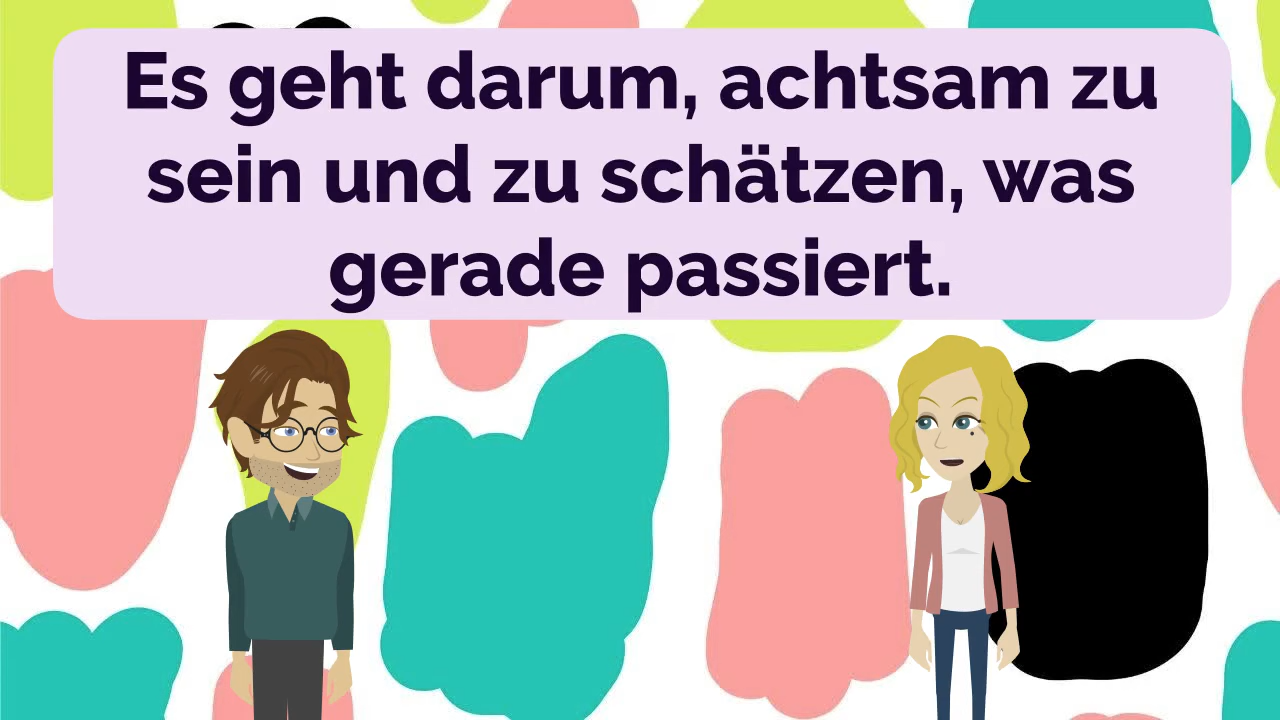 Es geht darum, achtsam zu
sein und zu schätzen, was
gerade passiert.